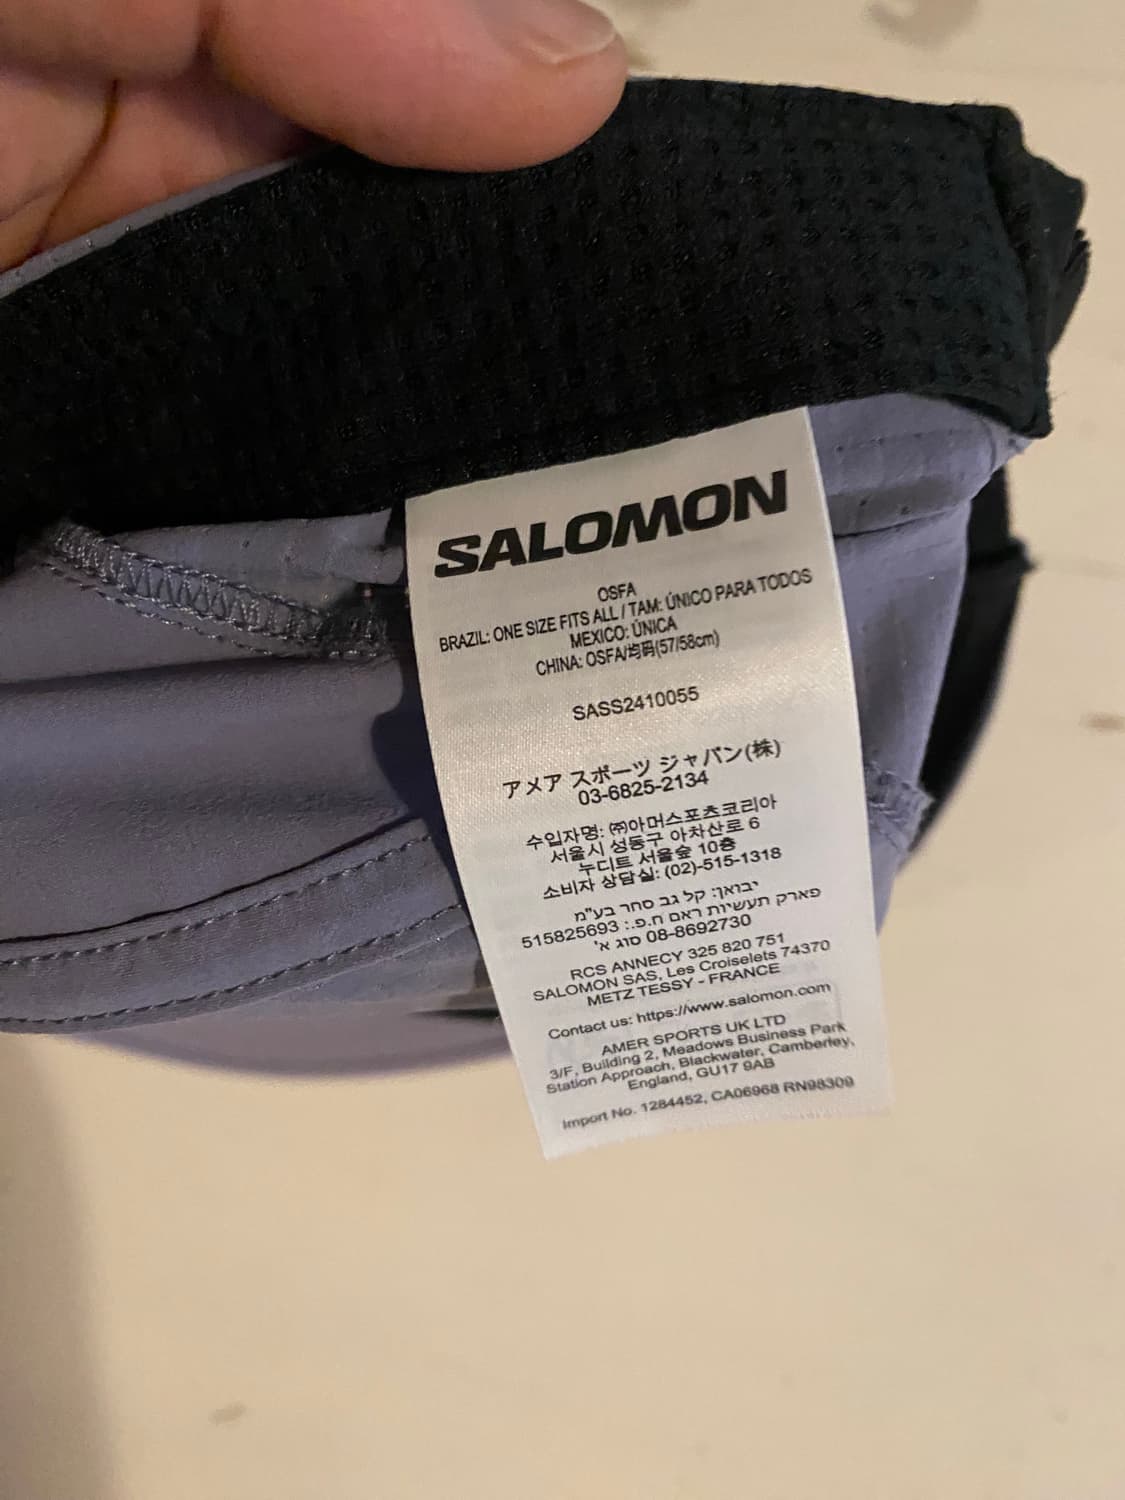 SALOMON
OSFA
BRAZIL: ONE SIZE FITS ALL / TAM: ÚNICO PARA TODOS
MEXICO: ÚNICA
CHINA: OSFA/均码(57/58cm)
SASS2410055
アメア スポーツ ジャパン(株)
03-6825-2134
수입자명: ㈜아머스포츠코리아
서울시 성동구 아차산로 6
누디트 서울숲 10층
소비자 상담실: (02)-515-1318
יבואן: קל גב סחר בע"מ
פארק תעשיות ראם ח.פ.: 515825693
08-8692730 סוג א'
RCS ANNECY 325 820 751
SALOMON SAS, Les Croiselets 74370
METZ TESSY - FRANCE
Contact us: https://www.salomon.com
AMER SPORTS UK LTD
3/F, Building 2, Meadows Business Park
Station Approach, Blackwater, Camberley,
England, GU17 9AB
Import No. 1284452, CA06968 RN98309